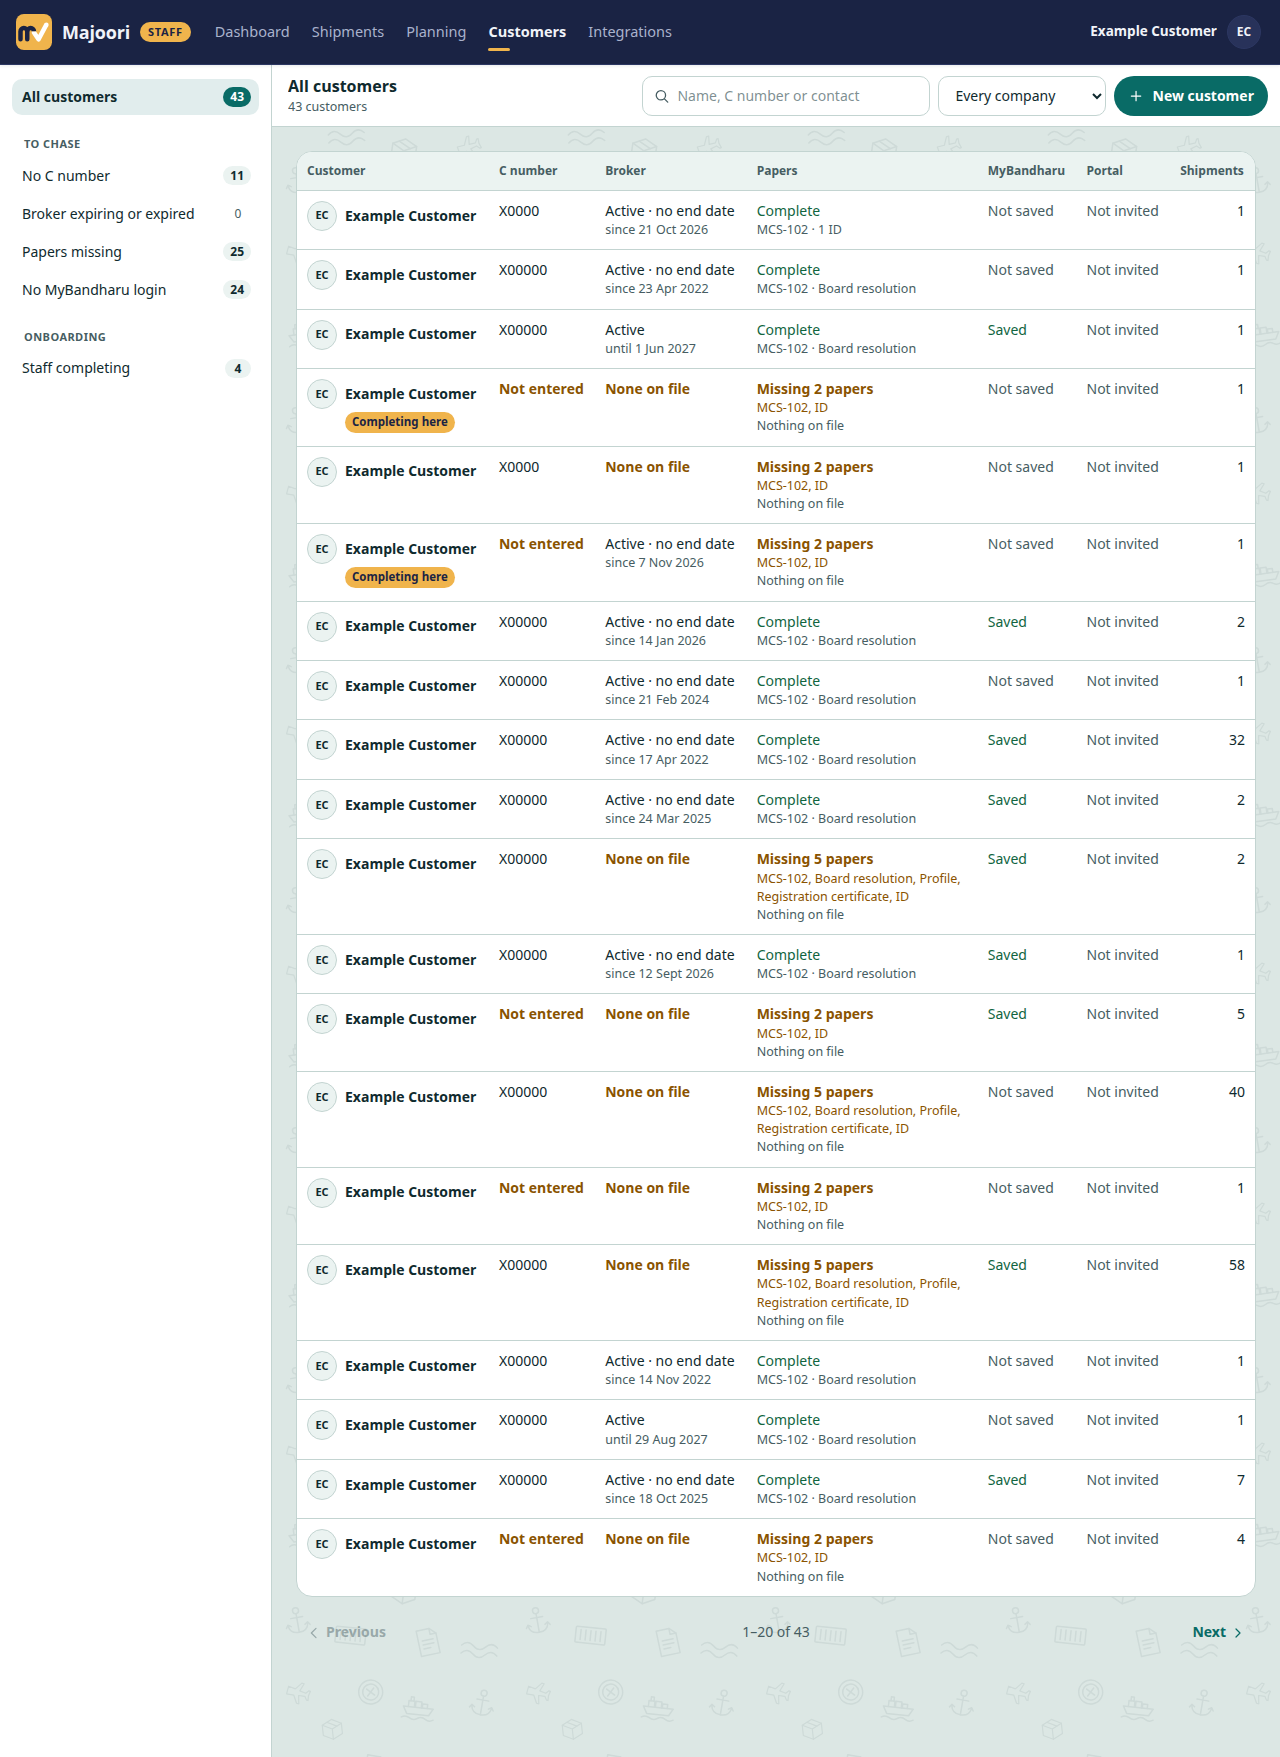 Majoori STAFF Dashboard Shipments Planning Customers Integrations Example Customer EC
All customers 43
TO CHASE
No C number 11
Broker expiring or expired 0
Papers missing 25
No MyBandharu login 24
ONBOARDING
Staff completing 4
All customers
43 customers
Name, C number or contact
Every company
+ New customer
Customer C number Broker Papers MyBandharu Portal Shipments
EC Example Customer X0000 Active · no end date Complete Not saved Not invited 1
since 21 Oct 2026 MCS-102 · 1 ID
EC Example Customer X00000 Active · no end date Complete Not saved Not invited 1
since 23 Apr 2022 MCS-102 · Board resolution
EC Example Customer X00000 Active Complete Saved Not invited 1
until 1 Jun 2027 MCS-102 · Board resolution
EC Example Customer Not entered None on file Missing 2 papers Not saved Not invited 1
MCS-102, ID
Completing here Nothing on file
EC Example Customer X0000 None on file Missing 2 papers Not saved Not invited 1
MCS-102, ID
Nothing on file
EC Example Customer Not entered Active · no end date Missing 2 papers Not saved Not invited 1
since 7 Nov 2026 MCS-102, ID
Completing here Nothing on file
EC Example Customer X00000 Active · no end date Complete Saved Not invited 2
since 14 Jan 2026 MCS-102 · Board resolution
EC Example Customer X00000 Active · no end date Complete Not saved Not invited 1
since 21 Feb 2024 MCS-102 · Board resolution
EC Example Customer X00000 Active · no end date Complete Saved Not invited 32
since 17 Apr 2022 MCS-102 · Board resolution
EC Example Customer X00000 Active · no end date Complete Saved Not invited 2
since 24 Mar 2025 MCS-102 · Board resolution
EC Example Customer X00000 None on file Missing 5 papers Saved Not invited 2
MCS-102, Board resolution, Profile,
Registration certificate, ID
Nothing on file
EC Example Customer X00000 Active · no end date Complete Saved Not invited 1
since 12 Sept 2026 MCS-102 · Board resolution
EC Example Customer Not entered None on file Missing 2 papers Saved Not invited 5
MCS-102, ID
Nothing on file
EC Example Customer X00000 None on file Missing 5 papers Not saved Not invited 40
MCS-102, Board resolution, Profile,
Registration certificate, ID
Nothing on file
EC Example Customer Not entered None on file Missing 2 papers Not saved Not invited 1
MCS-102, ID
Nothing on file
EC Example Customer X00000 None on file Missing 5 papers Saved Not invited 58
MCS-102, Board resolution, Profile,
Registration certificate, ID
Nothing on file
EC Example Customer X00000 Active · no end date Complete Not saved Not invited 1
since 14 Nov 2022 MCS-102 · Board resolution
EC Example Customer X00000 Active Complete Not saved Not invited 1
until 29 Aug 2027 MCS-102 · Board resolution
EC Example Customer X00000 Active · no end date Complete Saved Not invited 7
since 18 Oct 2025 MCS-102 · Board resolution
EC Example Customer Not entered None on file Missing 2 papers Not saved Not invited 4
MCS-102, ID
Nothing on file
Previous 1–20 of 43 Next